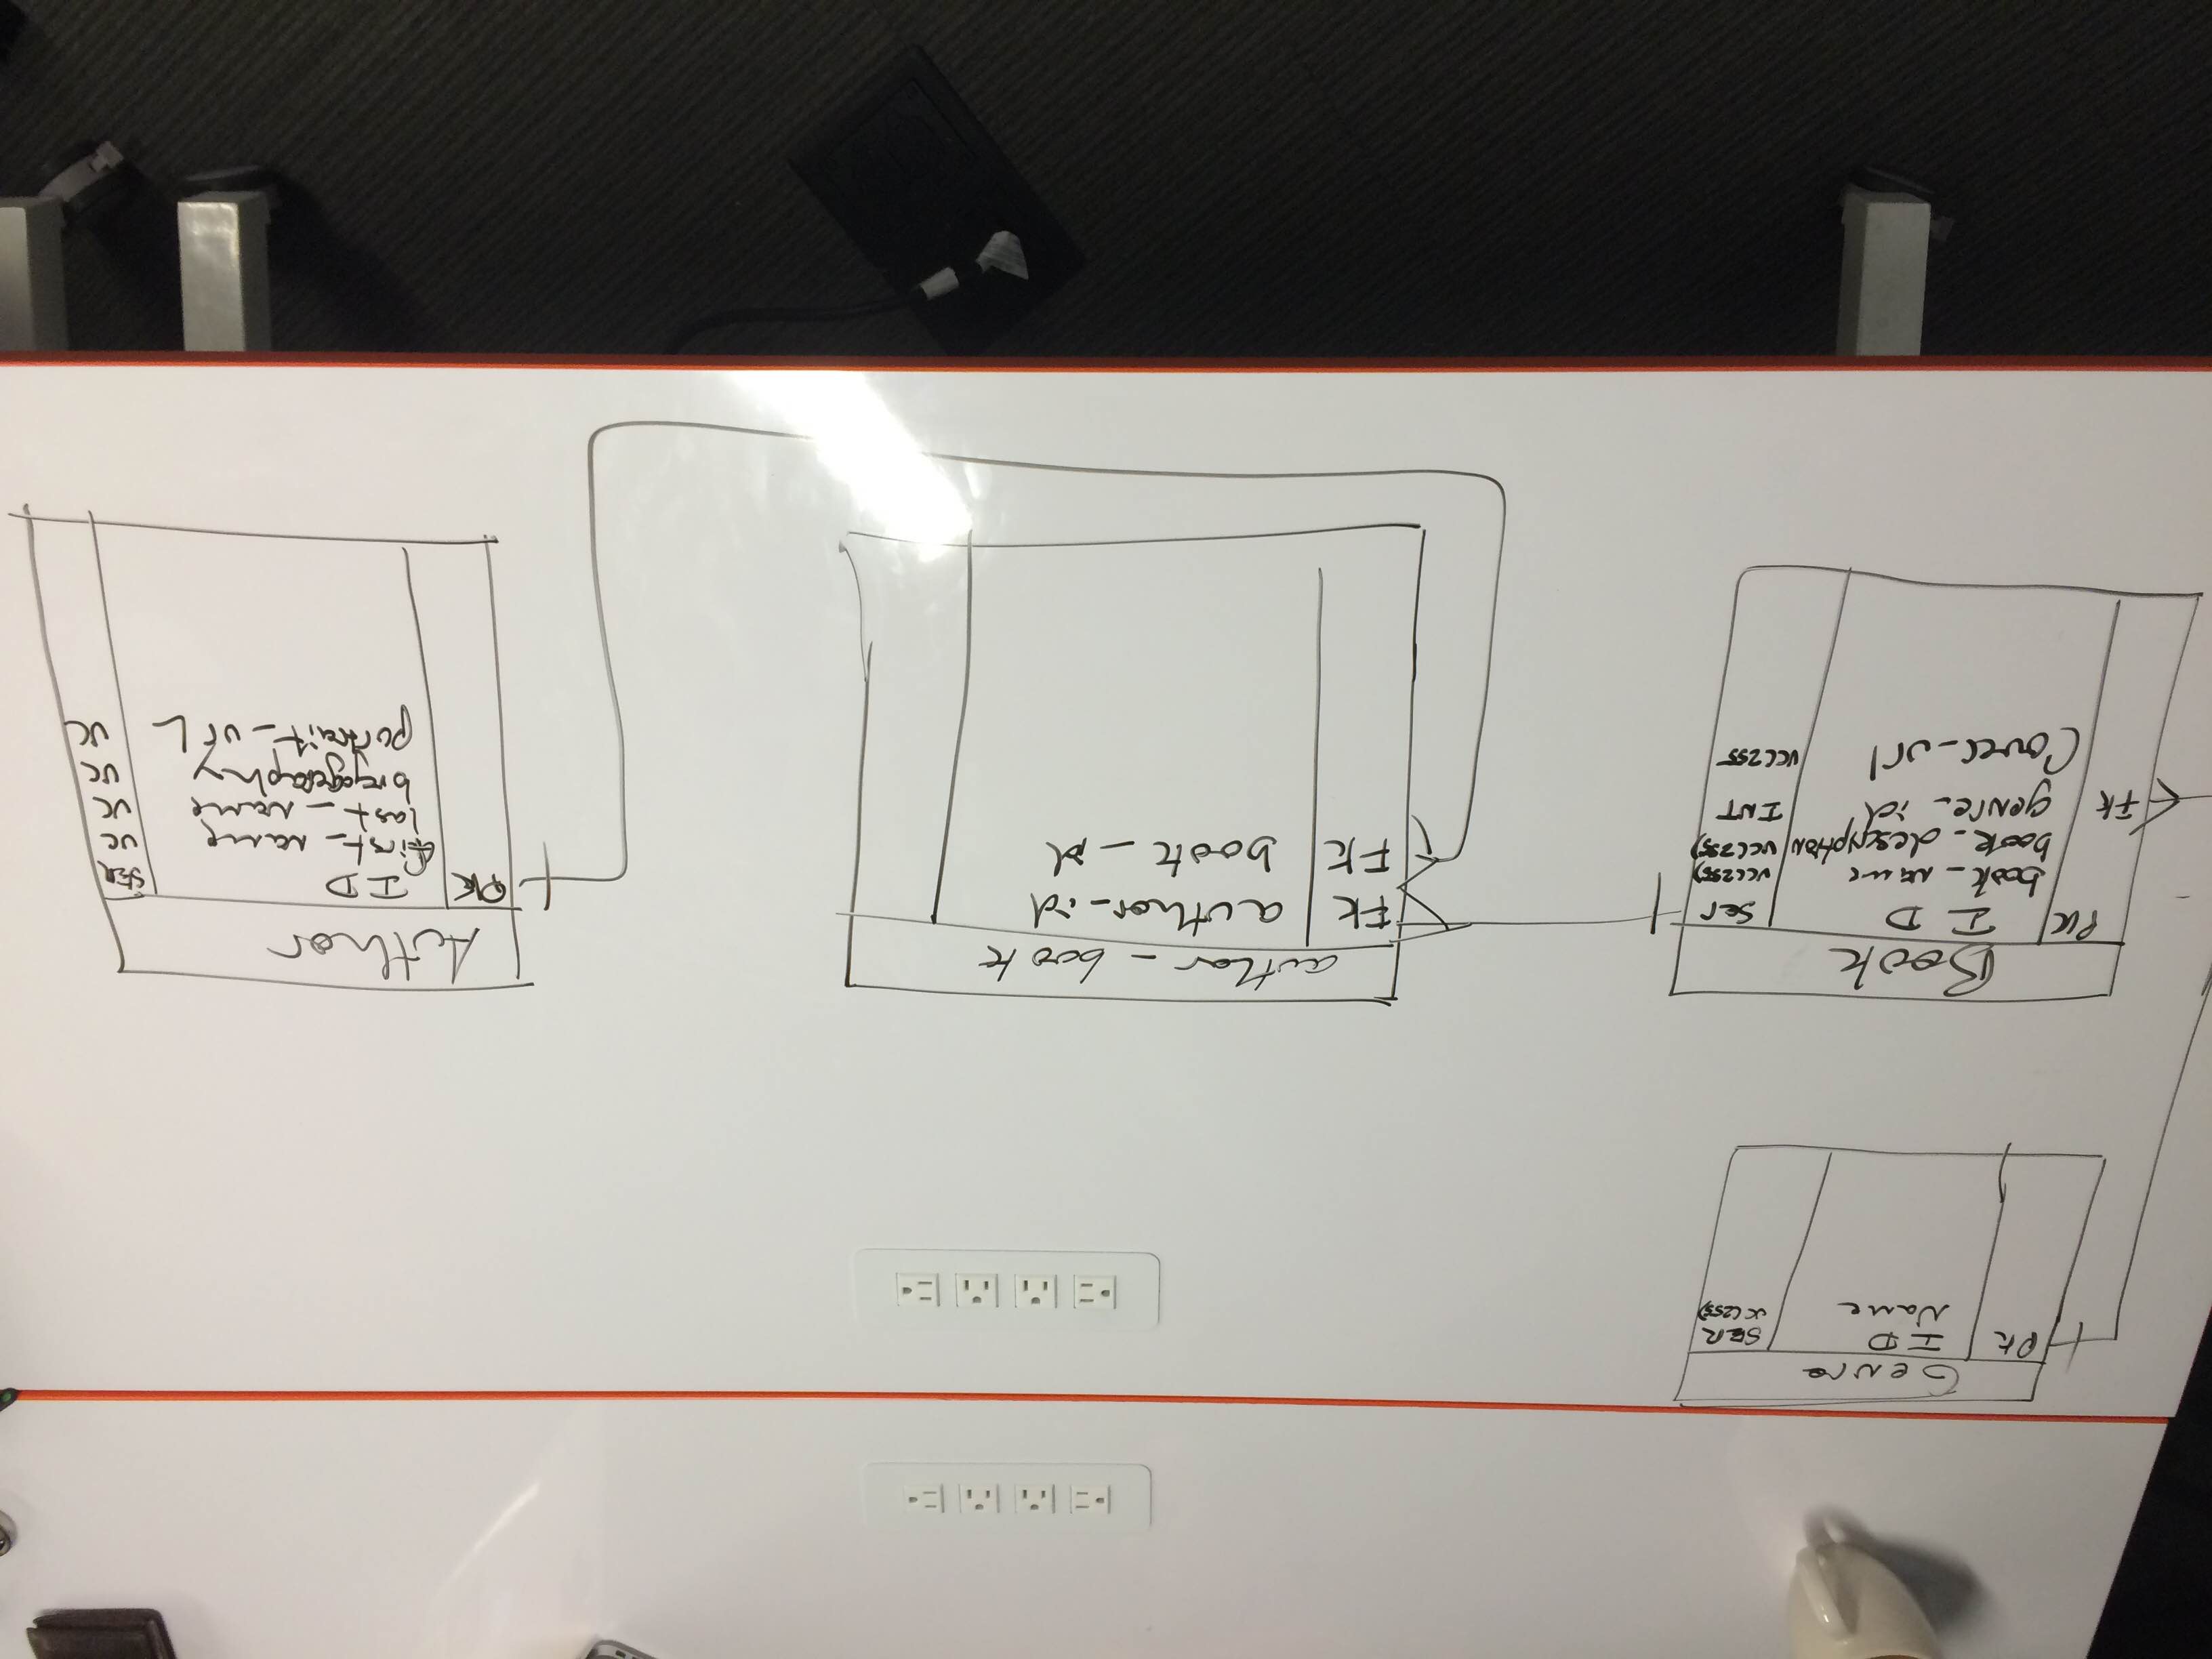 Genre
PK ID SER
Name VC(255)
Book
PK ID Ser
book_Name VC(255)
book_description VC(255)
FK genre_id INT
Cover_url VC(255
author_book
FK author_id
FK book_id
Author
PK ID SER
first_name VC
last_name VC
VC
portrait_urL VC